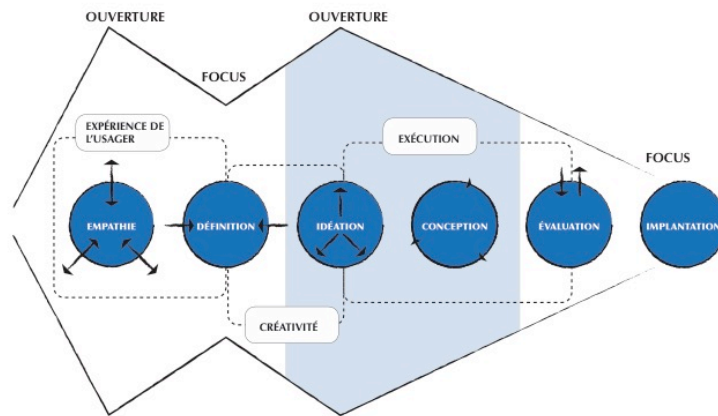 OUVERTURE
OUVERTURE
FOCUS
EXPÉRIENCE DE
L'USAGER
EXÉCUTION
FOCUS
EMPATHIE
DÉFINITION
IDÉATION
CONCEPTION
ÉVALUATION
IMPLANTATION
CRÉATIVITÉ